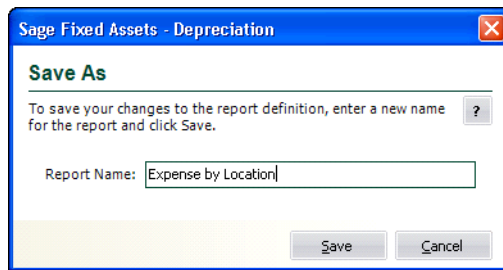 Sage Fixed Assets - Depreciation
Save As
To save your changes to the report definition, enter a new name
for the report and click Save.
?
Report Name: Expense by Location
Save Cancel